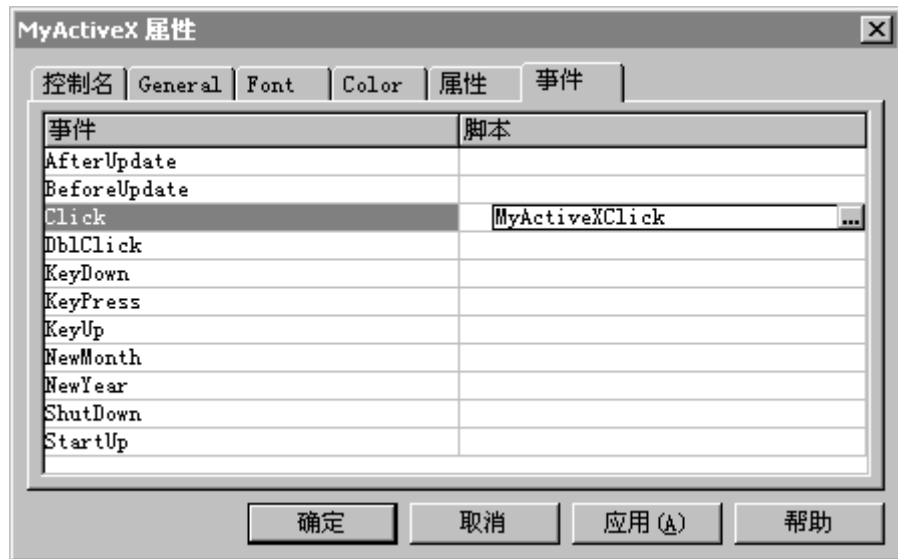 MyActiveX 属性
控制名 General Font Color 属性 事件
事件 脚本
AfterUpdate
BeforeUpdate
Click MyActiveXClick ...
DblClick
KeyDown
KeyPress
KeyUp
NewMonth
NewYear
ShutDown
StartUp
确定 取消 应用(A) 帮助